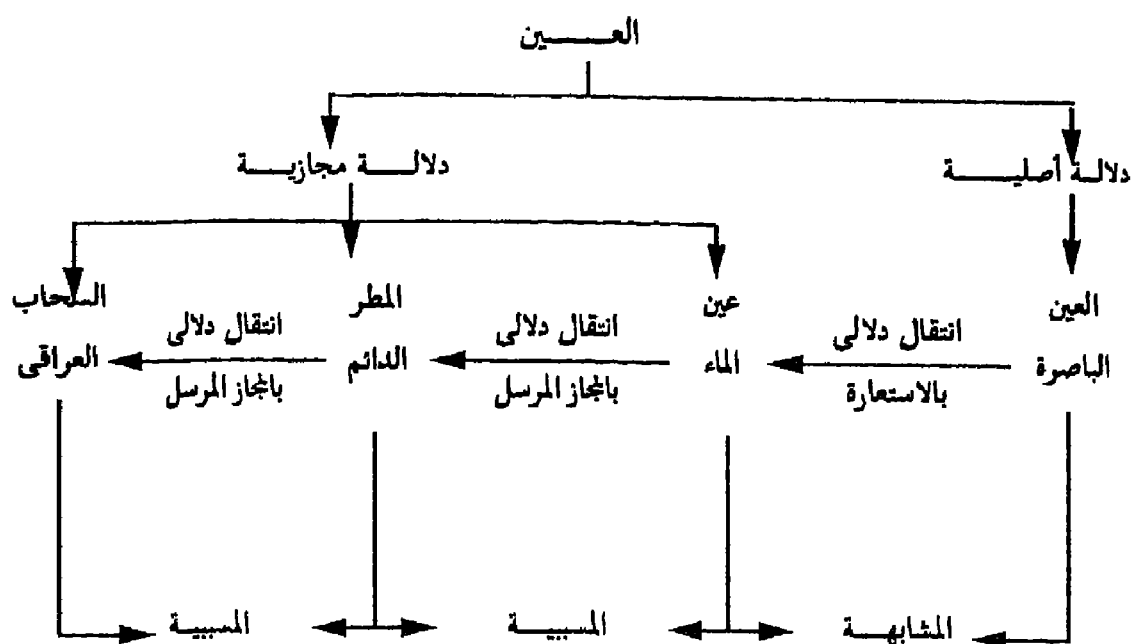 العين
دلالة أصلية
دلالة مجازية
العين
الباصرة
انتقال دلالى
بالاستعارة
عين
الماء
انتقال دلالى
بالمجاز المرسل
المطر
الدائم
انتقال دلالى
بالمجاز المرسل
السحاب
العراقى
المشابهة
المسببية
المسببية